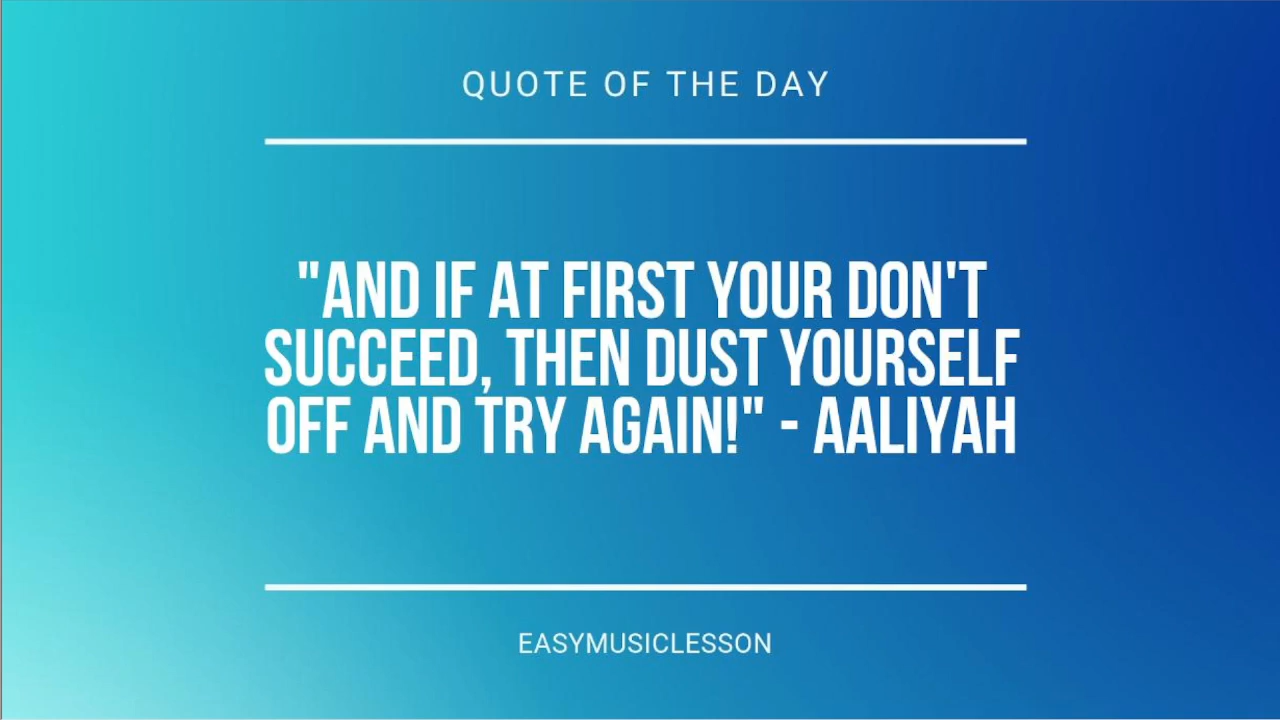 QUOTE OF THE DAY
"AND IF AT FIRST YOUR DON'T
SUCCEED, THEN DUST YOURSELF
OFF AND TRY AGAIN!" - AALIYAH
EASYMUSICLESSON